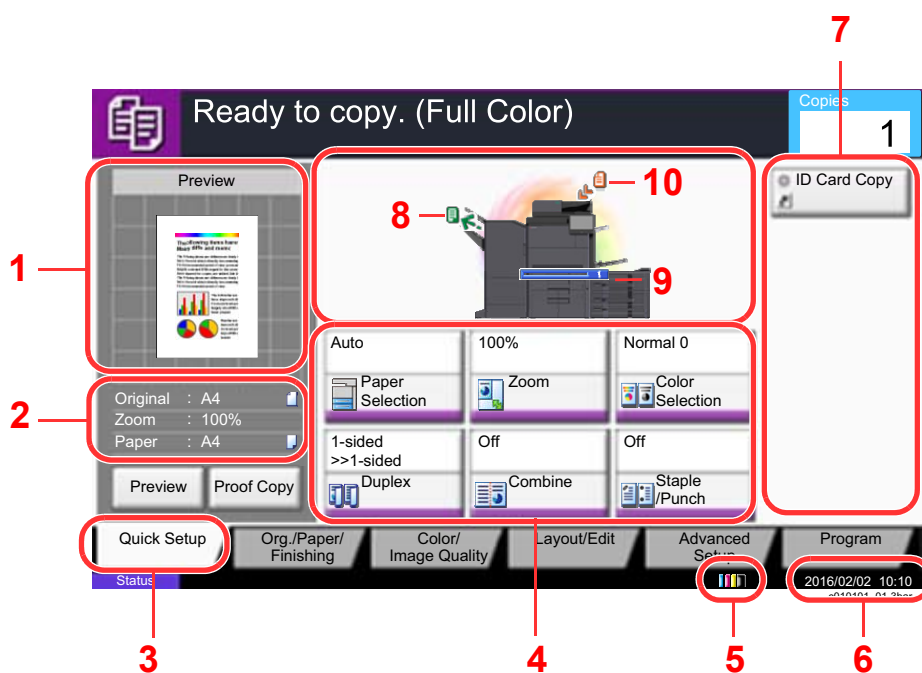 7
Ready to copy. (Full Color)
Copies
1
Preview
10
ID Card Copy
8
1
9
1
Auto
100%
Normal 0
Paper
Selection
Zoom
Color
Selection
2
Original : A4
Zoom : 100%
Paper : A4
1-sided
>>1-sided
Off
Off
Duplex
Combine
Staple
/Punch
Preview
Proof Copy
Quick Setup
Org./Paper/
Finishing
Color/
Image Quality
Layout/Edit
Advanced
Setup
Program
Status
2016/02/02 10:10
3
4
5
6